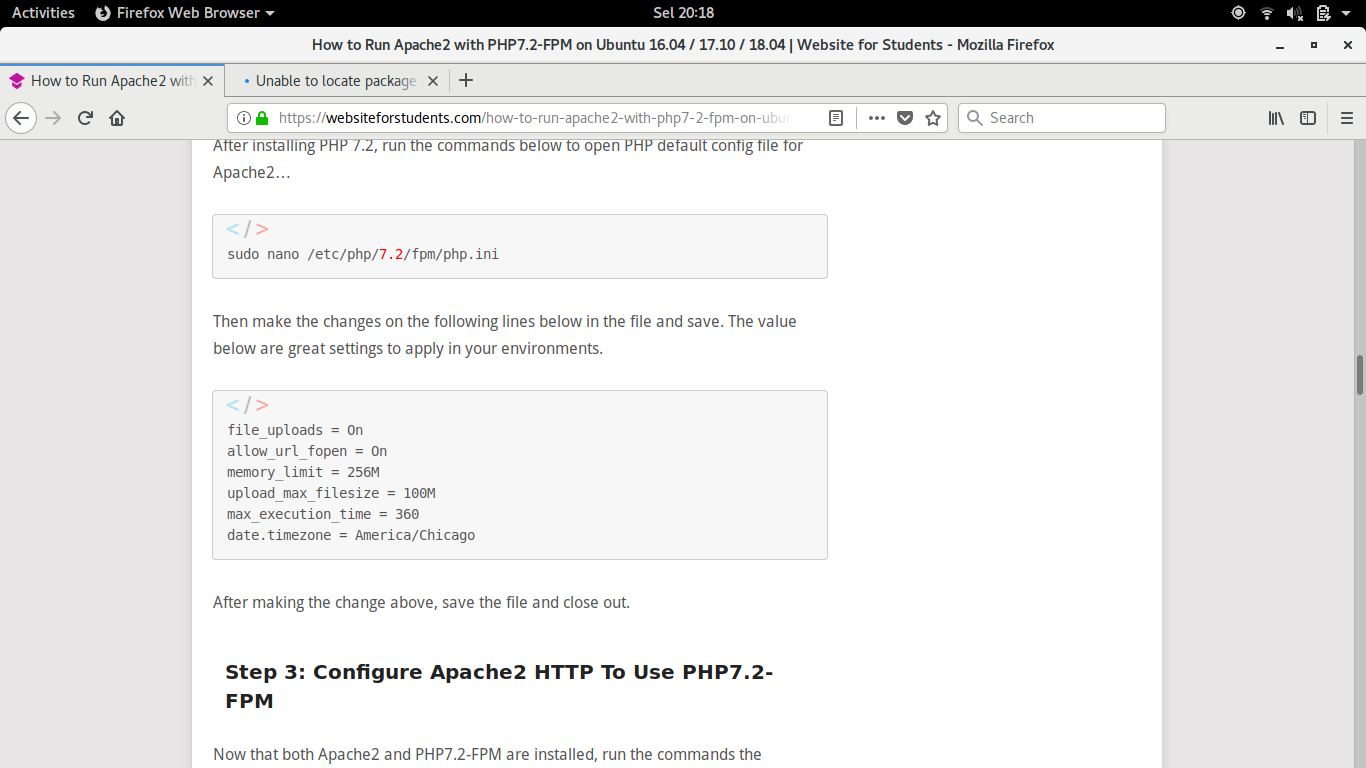 Activities Firefox Web Browser Sel 20:18
How to Run Apache2 with PHP7.2-FPM on Ubuntu 16.04 / 17.10 / 18.04 | Website for Students - Mozilla Firefox
How to Run Apache2 with Unable to locate package
https://websiteforstudents.com/how-to-run-apache2-with-php7-2-fpm-on-ubu Search
After installing PHP 7.2, run the commands below to open PHP default config file for
Apache2…
</>
sudo nano /etc/php/7.2/fpm/php.ini
Then make the changes on the following lines below in the file and save. The value
below are great settings to apply in your environments.
</>
file_uploads = On
allow_url_fopen = On
memory_limit = 256M
upload_max_filesize = 100M
max_execution_time = 360
date.timezone = America/Chicago
After making the change above, save the file and close out.
Step 3: Configure Apache2 HTTP To Use PHP7.2-
FPM
Now that both Apache2 and PHP7.2-FPM are installed, run the commands the